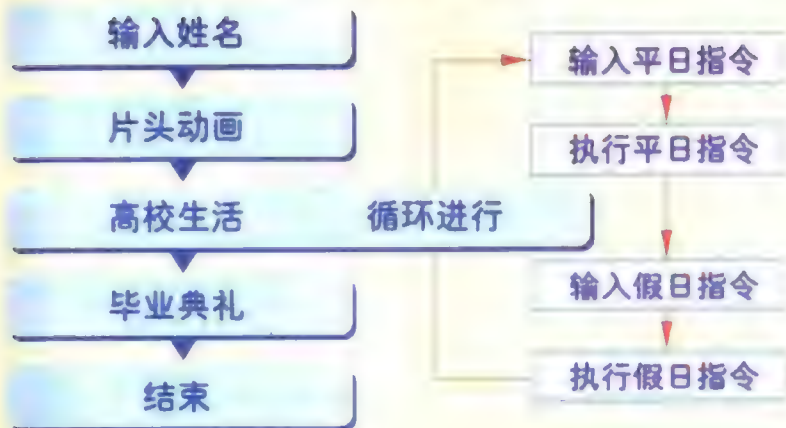 输入姓名
片头动画
高校生活 循环进行
毕业典礼
结束
输入平日指令
执行平日指令
输入假日指令
执行假日指令